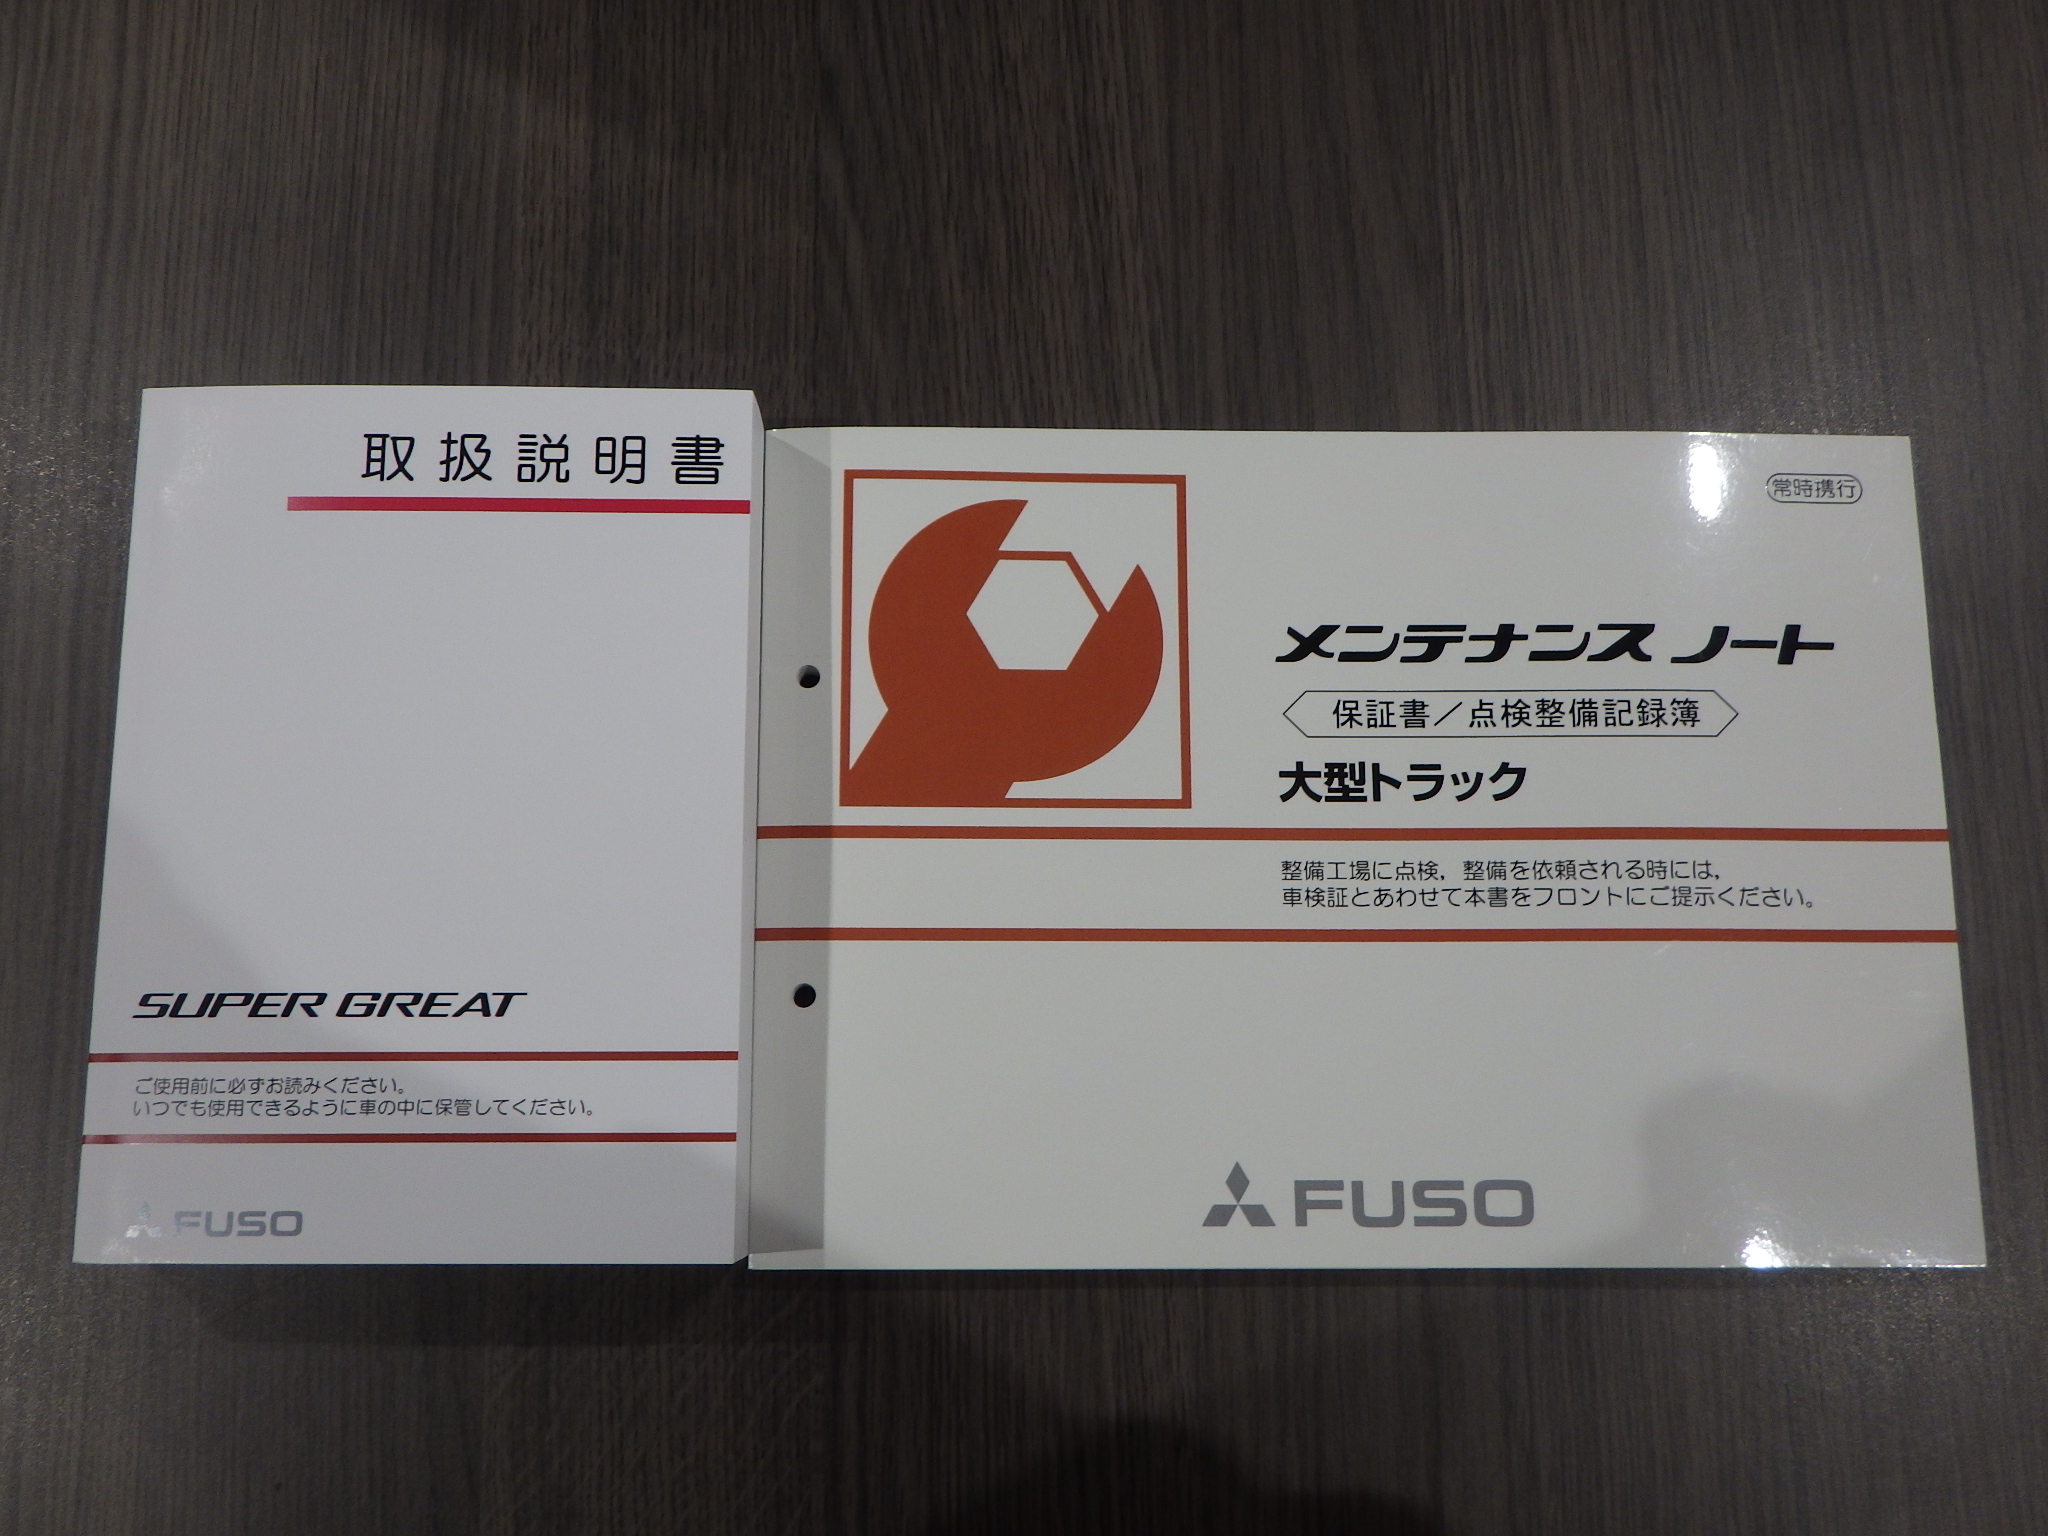 取扱説明書
SUPER GREAT
ご使用前に必ずお読みください。
いつでも使用できるように車の中に保管してください。
FUSO
常時携行
メンテナンス ノート
保証書／点検整備記録簿
大型トラック
整備工場に点検，整備を依頼される時には，
車検証とあわせて本書をフロントにご提示ください。
FUSO